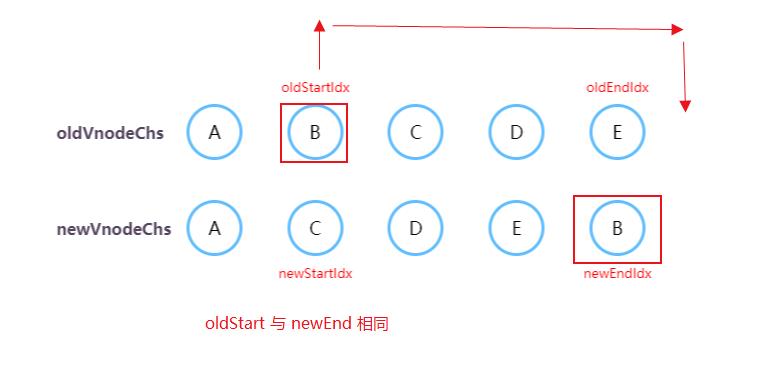 oldStartIdx oldEndIdx
oldVnodeChs A B C D E
newVnodeChs A C D E B
newStartIdx newEndIdx
oldStart 与 newEnd 相同